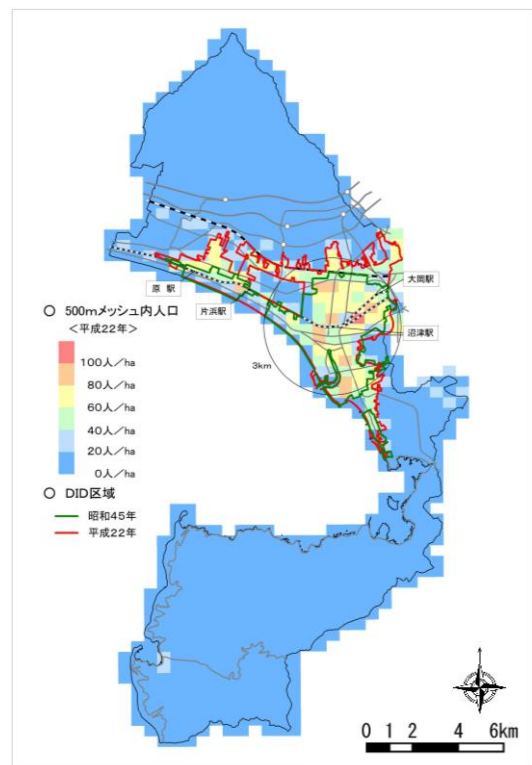 大岡駅
原 駅
片浜駅
沼津駅
3km
○ 500mメッシュ内人口
<平成22年>
100人/ha
80人/ha
60人/ha
40人/ha
20人/ha
0人/ha
○ DID区域
昭和45年
平成22年
0 1 2 4 6km